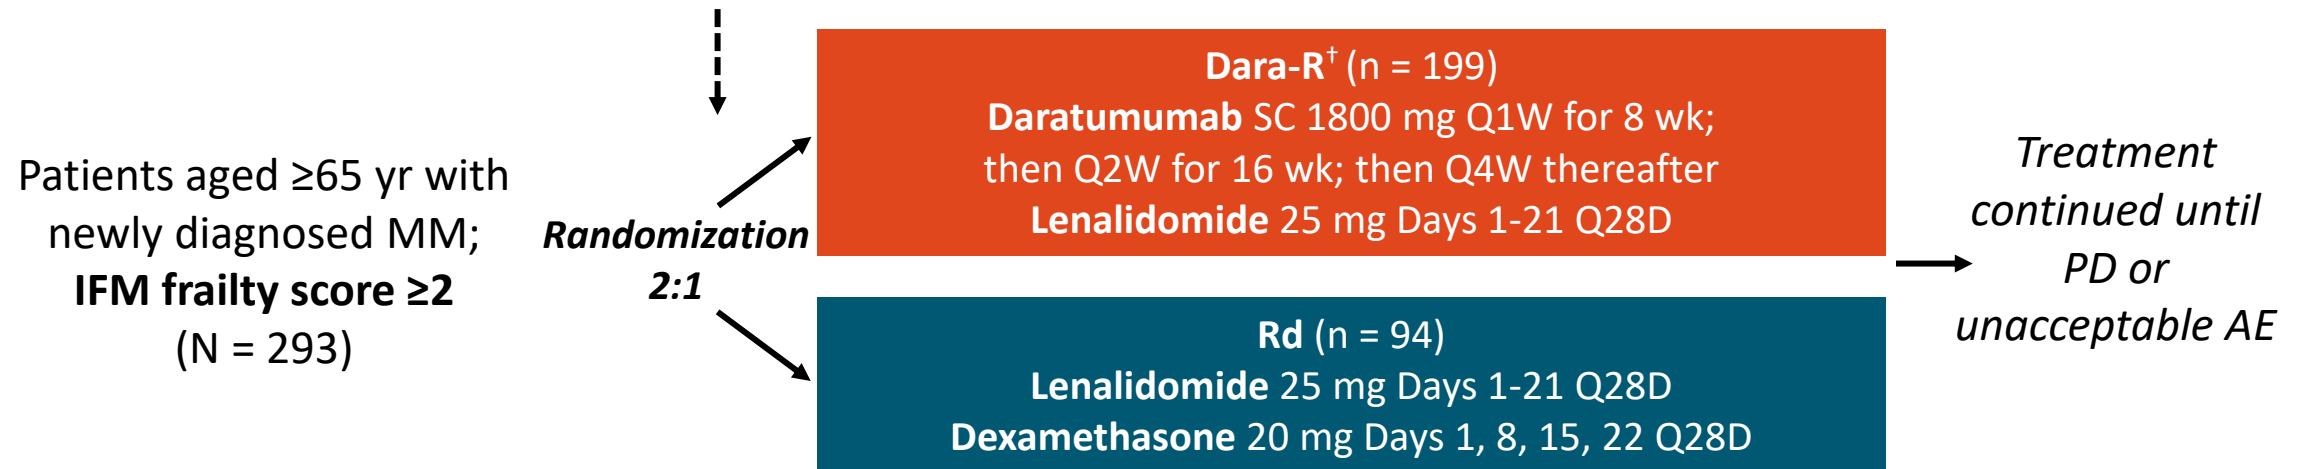 Patients aged ≥65 yr with
newly diagnosed MM;
IFM frailty score ≥2
(N = 293)
Randomization
2:1
Dara-R† (n = 199)
Daratumumab SC 1800 mg Q1W for 8 wk;
then Q2W for 16 wk; then Q4W thereafter
Lenalidomide 25 mg Days 1-21 Q28D
Rd (n = 94)
Lenalidomide 25 mg Days 1-21 Q28D
Dexamethasone 20 mg Days 1, 8, 15, 22 Q28D
Treatment
continued until
PD or
unacceptable AE